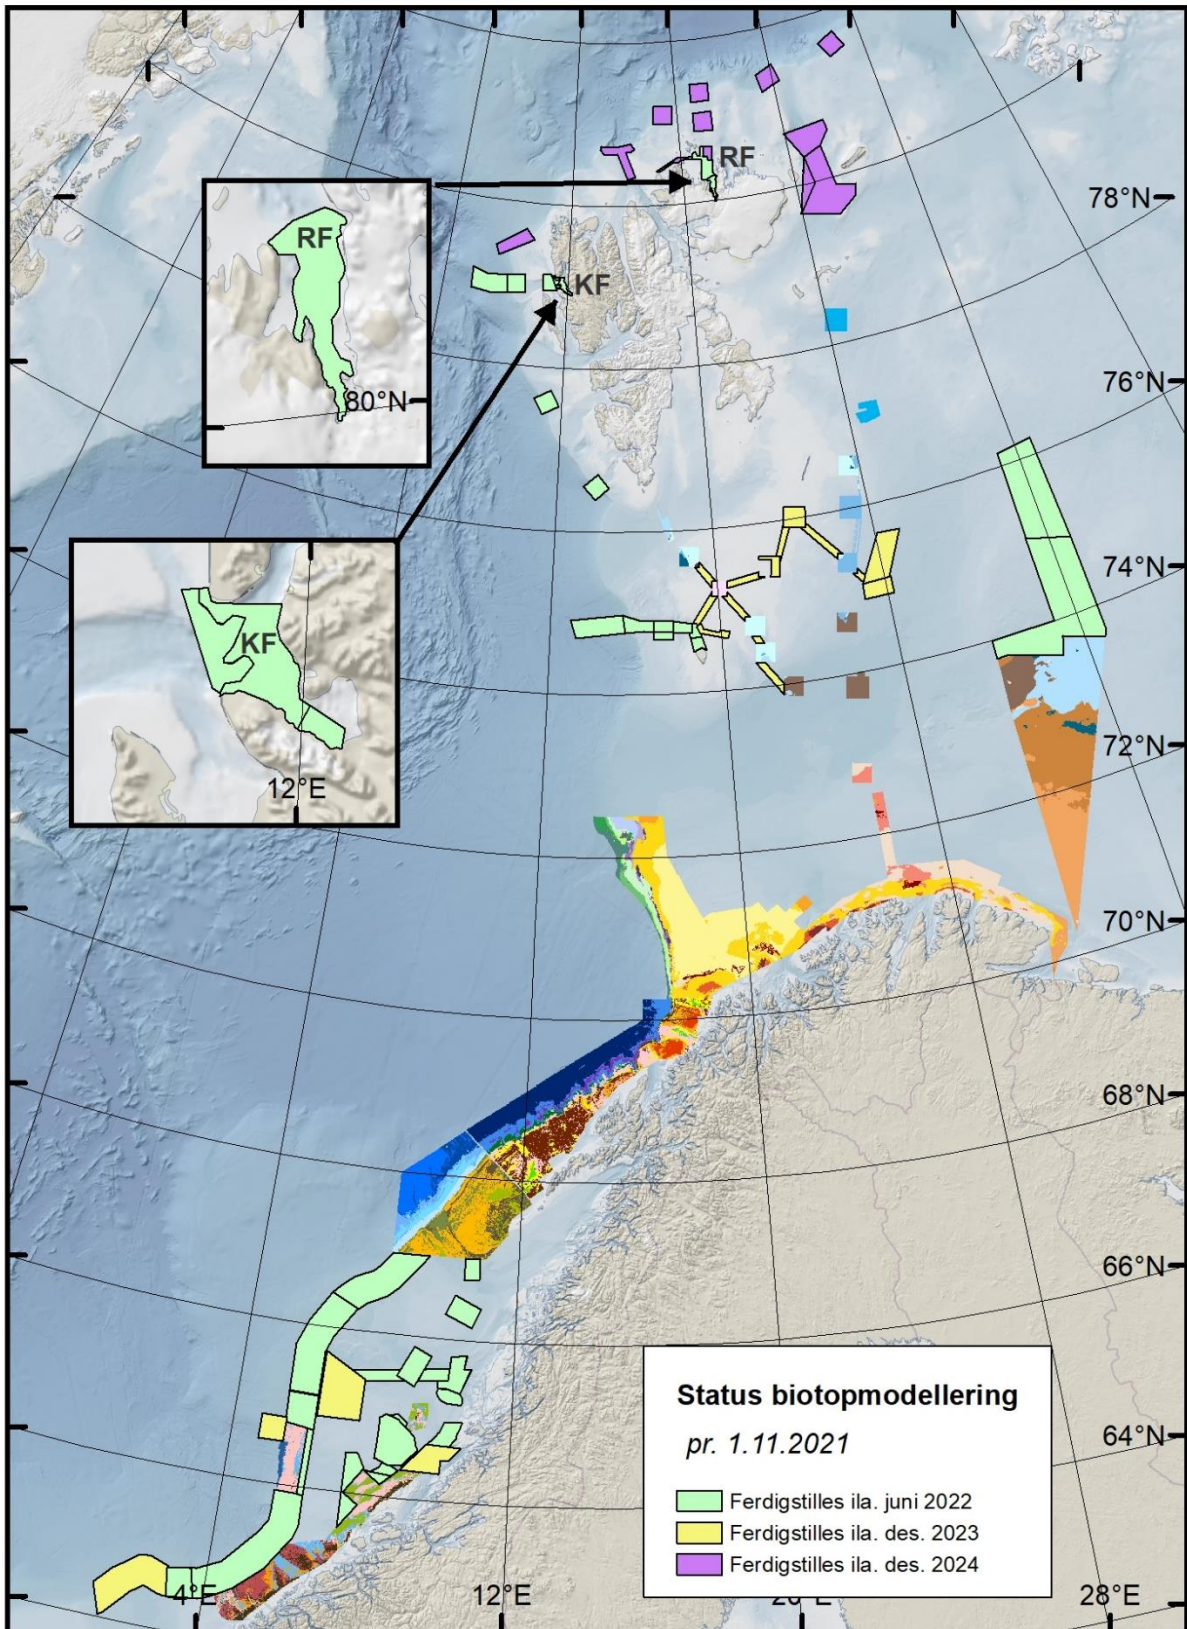 RF
78°N
RF
KF
80°N
76°N
74°N
KF
72°N
12°E
70°N
68°N
66°N
Status biotopmodellering
pr. 1.11.2021
64°N
Ferdigstilles ila. juni 2022
Ferdigstilles ila. des. 2023
Ferdigstilles ila. des. 2024
4°E
12°E
28°E